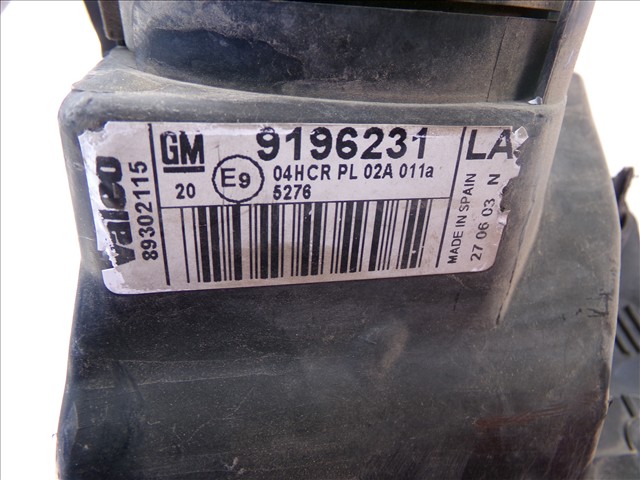 valeo
89302115
GM
9196231
LA
20
E9
04HCR PL 02A 011a
5276
MADE IN SPAIN
27 06 03 N